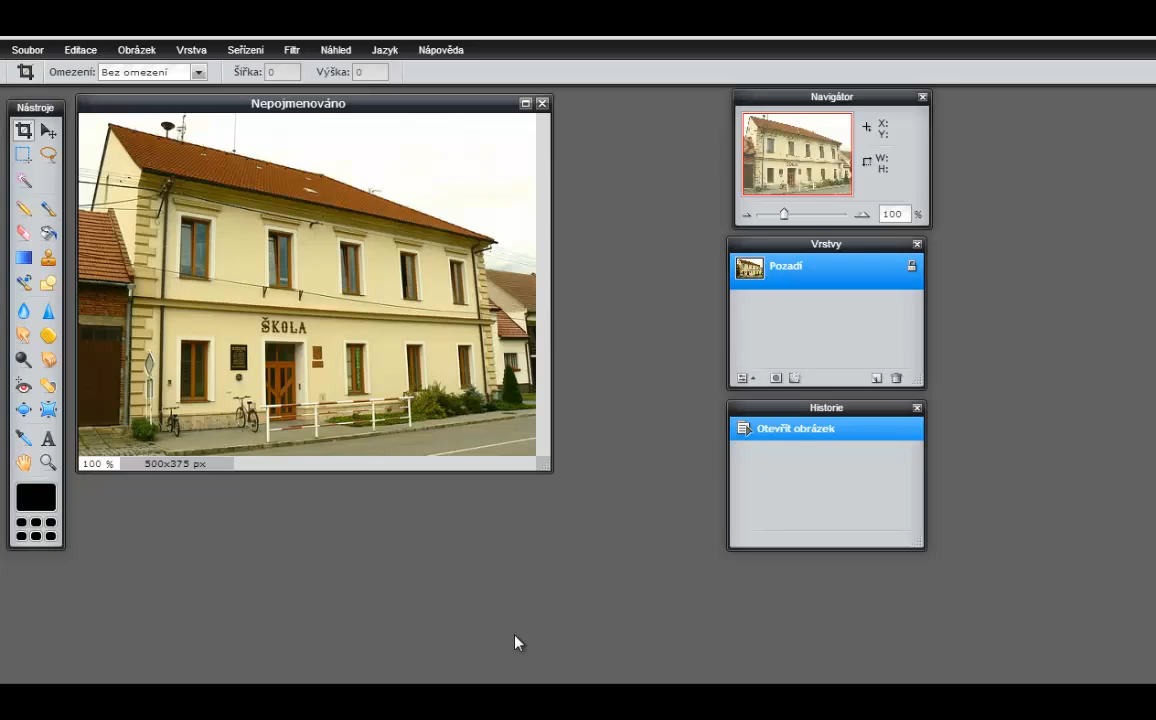 Soubor Editace Obrázek Vrstva Seřízení Filtr Náhled Jazyk Nápověda
Omezení: Bez omezení Šířka: 0 Výška: 0
Nástroje
Nepojmenováno
ŠKOLA
100 % 500x375 px
Navigátor
X:
Y:
W:
H:
100 %
Vrstvy
Pozadí
Historie
Otevřít obrázek